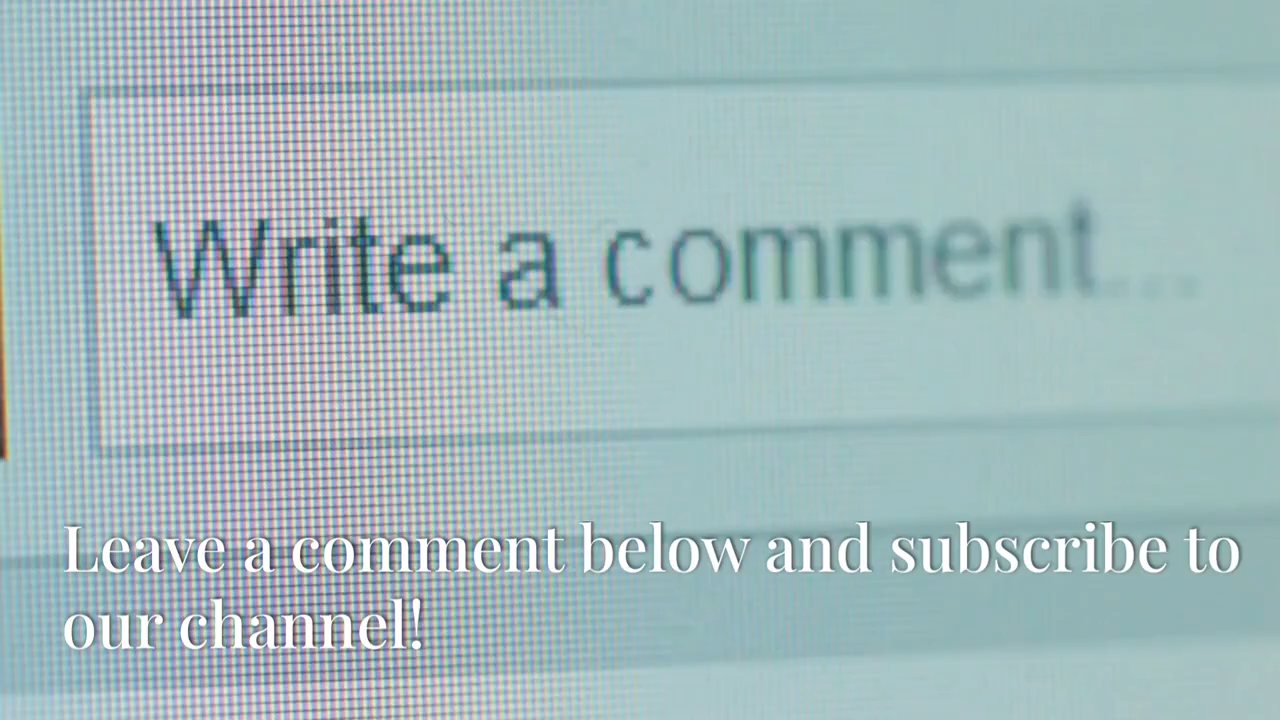 Write a comment...
Leave a comment below and subscribe to
our channel!